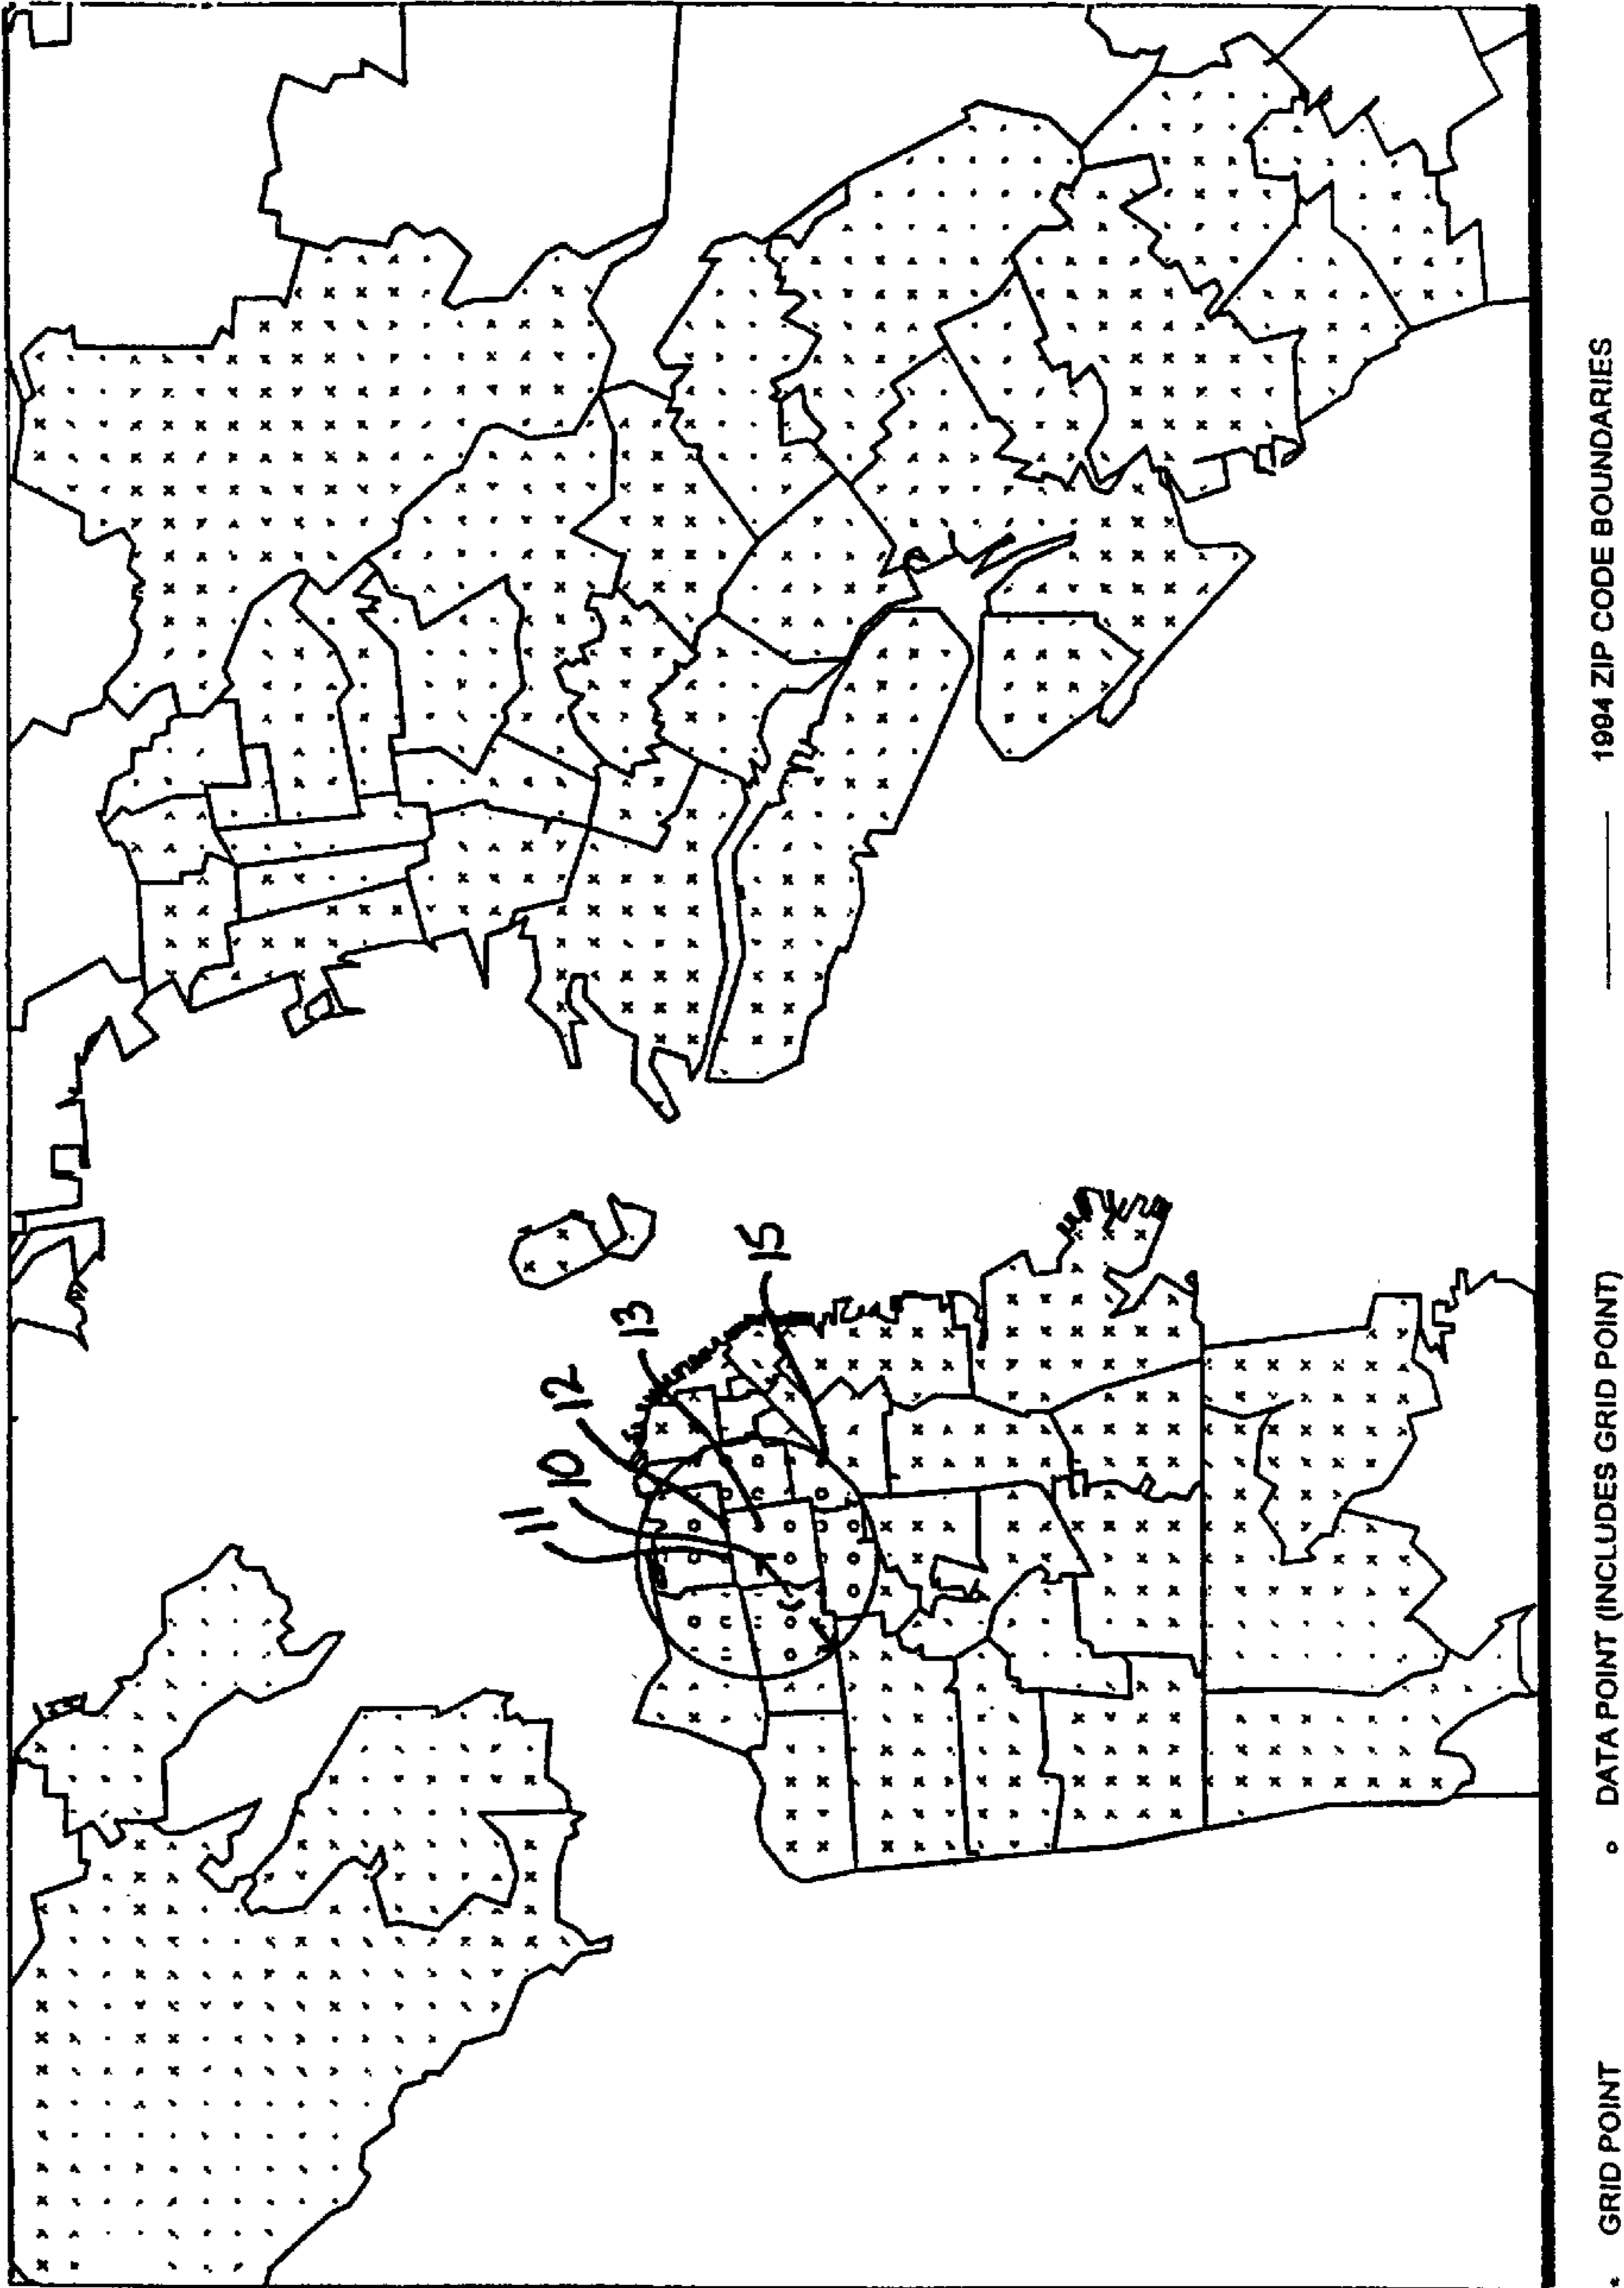 11
10
12
13
15
GRID POINT
DATA POINT (INCLUDES GRID POINT)
1994 ZIP CODE BOUNDARIES